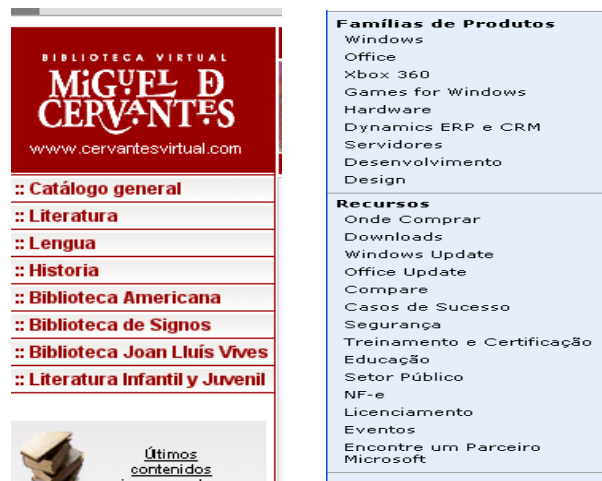 BIBLIOTECA VIRTUAL
MiGUEL D
CERVANTES
www.cervantesvirtual.com
:: Catálogo general
:: Literatura
:: Lengua
:: Historia
:: Biblioteca Americana
:: Biblioteca de Signos
:: Biblioteca Joan Lluís Vives
:: Literatura Infantil y Juvenil
Últimos
contenidos
Famílias de Produtos
Windows
Office
Xbox 360
Games for Windows
Hardware
Dynamics ERP e CRM
Servidores
Desenvolvimento
Design
Recursos
Onde Comprar
Downloads
Windows Update
Office Update
Compare
Casos de Sucesso
Segurança
Treinamento e Certificação
Educação
Setor Público
NF-e
Licenciamento
Eventos
Encontre um Parceiro
Microsoft